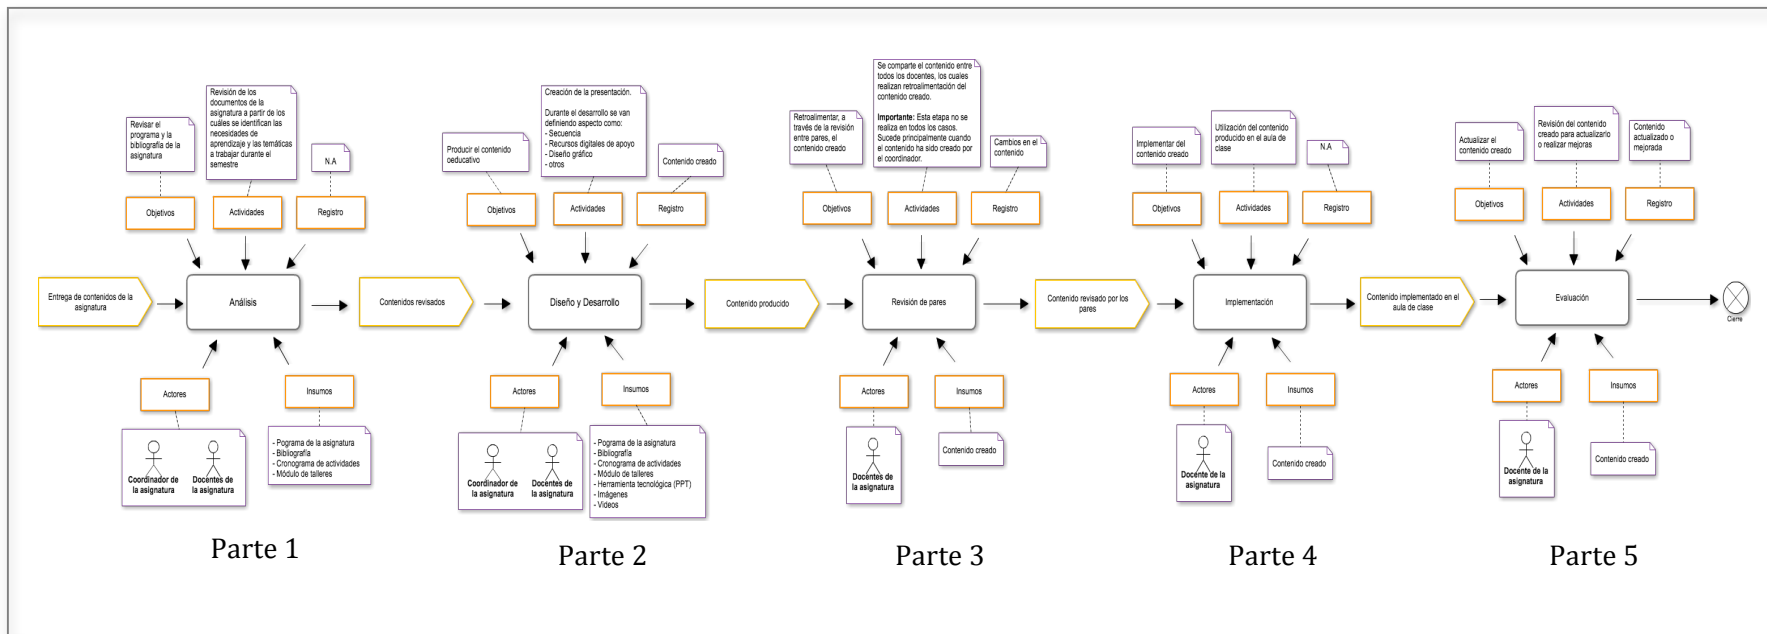 Revisar el
programa y la
bibliografía de la
asignatura
Revisión de los
documentos de la
asignatura a partir de los
cuáles se identifican las
necesidades de
aprendizaje y las temáticas
a trabajar durante el
semestre
N.A
Objetivos
Actividades
Registro
Entrega de contenidos de la
asignatura
Análisis
Actores
Insumos
Coordinador de
la asignatura
Docentes de
la asignatura
- Pograma de la asignatura
- Bibliografía
- Cronograma de actividades
- Módulo de talleres
Parte 1
Contenidos revisados
Producir el contenido
oeducativo
Creación de la presentación.
Durante el desarrollo se van
definiendo aspecto como:
- Secuencia
- Recursos digitales de apoyo
- Diseño gráfico
- otros
Contenido creado
Objetivos
Actividades
Registro
Diseño y Desarrollo
Actores
Insumos
Coordinador de
la asignatura
Docentes de
la asignatura
- Pograma de la asignatura
- Bibliografía
- Cronograma de actividades
- Módulo de talleres
- Herramienta tecnológica (PPT)
- Imágenes
- Videos
Parte 2
Contenido producido
Retroalimentar, a
través de la revisión
entre pares, el
contenido creado
Se comparte el contenido entre
todos los docentes, los cuales
realizan retroalimentación del
contenido creado.
Importante: Esta etapa no se
realiza en todos los casos.
Sucede principalmente cuando
el contenido ha sido creado por
el coordinador.
Cambios en el
contenido
Objetivos
Actividades
Registro
Revisión de pares
Actores
Insumos
Docentes de
la asignatura
Contenido creado
Parte 3
Contenido revisado por los
pares
Implementar del
contenido creado
Utilización del contenido
producido en el aula de
clase
N.A
Objetivos
Actividades
Registro
Implementación
Actores
Insumos
Docente de la
asignatura
Contenido creado
Parte 4
Contenido implementado en el
aula de clase
Actualizar el
contenido creado
Revisión del contenido
creado para actualizarlo
o realizar mejoras
Contenido
actualizado o
mejorada
Objetivos
Actividades
Registro
Evaluación
Cierre
Actores
Insumos
Docente de la
asignatura
Contenido creado
Parte 5